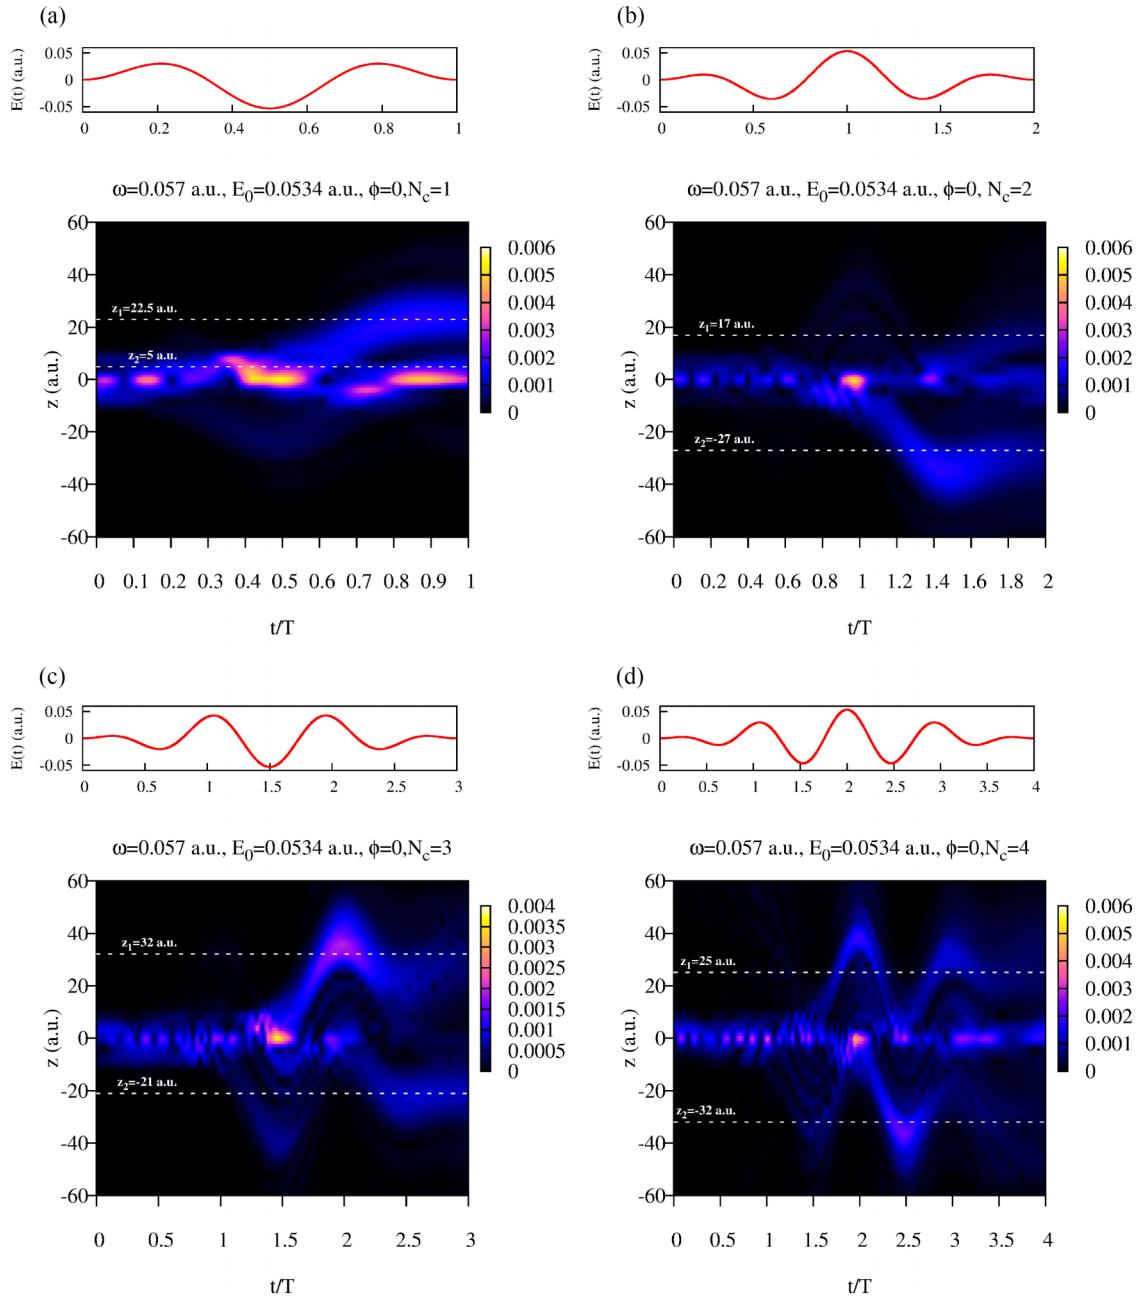 (a)
E(t) (a.u.)
0.05
0
-0.05
0 0.2 0.4 0.6 0.8 1
ω=0.057 a.u., E₀=0.0534 a.u., ϕ=0,N_c=1
z (a.u.)
60
40
20
0
-20
-40
-60
z₁=22.5 a.u.
z₂=5 a.u.
0.006
0.005
0.004
0.003
0.002
0.001
0
0 0.1 0.2 0.3 0.4 0.5 0.6 0.7 0.8 0.9 1
t/T
(b)
E(t) (a.u.)
0.05
0
-0.05
0 0.5 1 1.5 2
ω=0.057 a.u., E₀=0.0534 a.u., ϕ=0, N_c=2
z (a.u.)
60
40
20
0
-20
-40
-60
z₁=17 a.u.
z₂=-27 a.u.
0.006
0.005
0.004
0.003
0.002
0.001
0
0 0.2 0.4 0.6 0.8 1 1.2 1.4 1.6 1.8 2
t/T
(c)
E(t) (a.u.)
0.05
0
-0.05
0 0.5 1 1.5 2 2.5 3
ω=0.057 a.u., E₀=0.0534 a.u., ϕ=0,N_c=3
z (a.u.)
60
40
20
0
-20
-40
-60
z₁=32 a.u.
z₂=-21 a.u.
0.004
0.0035
0.003
0.0025
0.002
0.0015
0.001
0.0005
0
0 0.5 1 1.5 2 2.5 3
t/T
(d)
E(t) (a.u.)
0.05
0
-0.05
0 0.5 1 1.5 2 2.5 3 3.5 4
ω=0.057 a.u., E₀=0.0534 a.u., ϕ=0,N_c=4
z (a.u.)
60
40
20
0
-20
-40
-60
z₁=25 a.u.
z₂=-32 a.u.
0.006
0.005
0.004
0.003
0.002
0.001
0
0 0.5 1 1.5 2 2.5 3 3.5 4
t/T